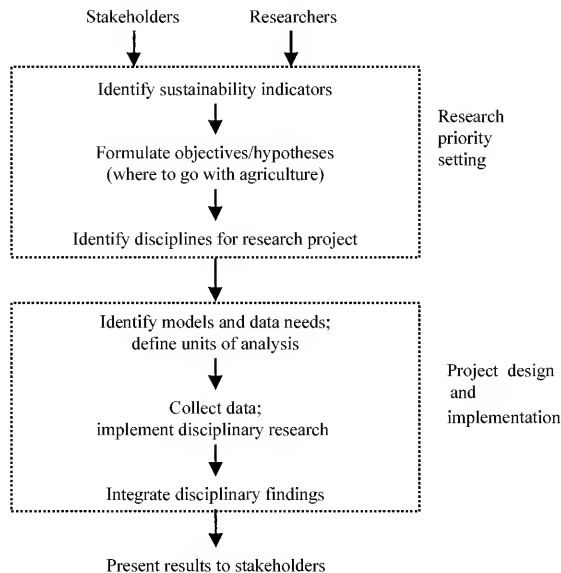 Stakeholders Researchers
Identify sustainability indicators
Formulate objectives/hypotheses
(where to go with agriculture)
Identify disciplines for research project
Research
priority
setting
Identify models and data needs;
define units of analysis
Collect data;
implement disciplinary research
Integrate disciplinary findings
Project design
and
implementation
Present results to stakeholders